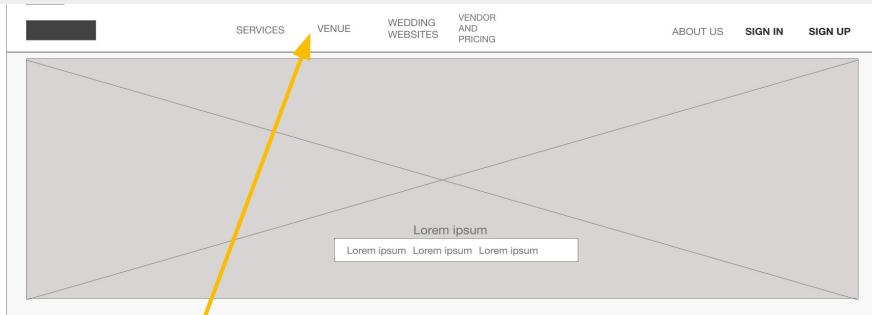 SERVICES
VENUE
WEDDING
WEBSITES
VENDOR
AND
PRICING
ABOUT US
SIGN IN
SIGN UP
Lorem ipsum
Lorem ipsum Lorem ipsum Lorem ipsum